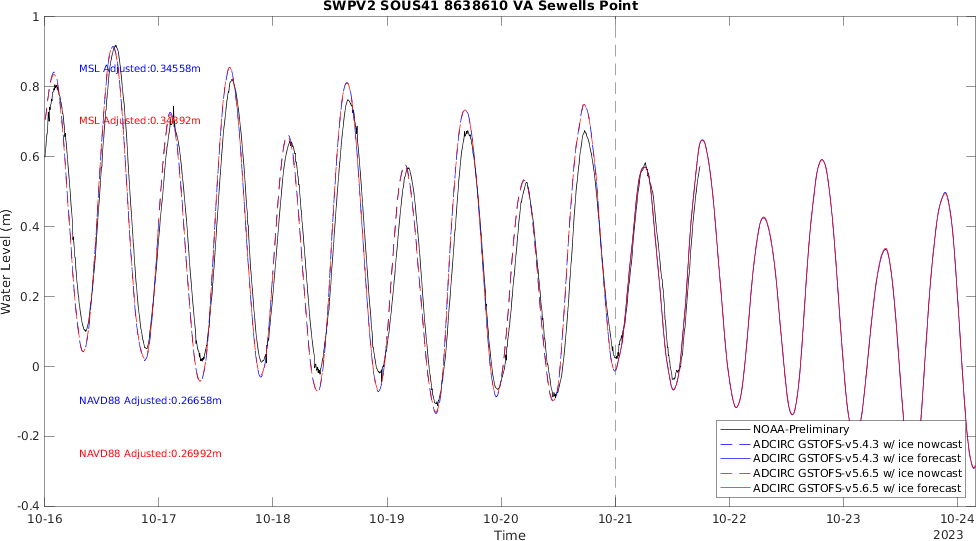 SWPV2 SOUS41 8638610 VA Sewells Point
Water Level (m)
1
0.8
0.6
0.4
0.2
0
-0.2
-0.4
MSL Adjusted:0.34558m
MSL Adjusted:0.34892m
NAVD88 Adjusted:0.26658m
NAVD88 Adjusted:0.26992m
NOAA-Preliminary
ADCIRC GSTOFS-v5.4.3 w/ ice nowcast
ADCIRC GSTOFS-v5.4.3 w/ ice forecast
ADCIRC GSTOFS-v5.6.5 w/ ice nowcast
ADCIRC GSTOFS-v5.6.5 w/ ice forecast
10-16 10-17 10-18 10-19 10-20 10-21 10-22 10-23 10-24
Time
2023